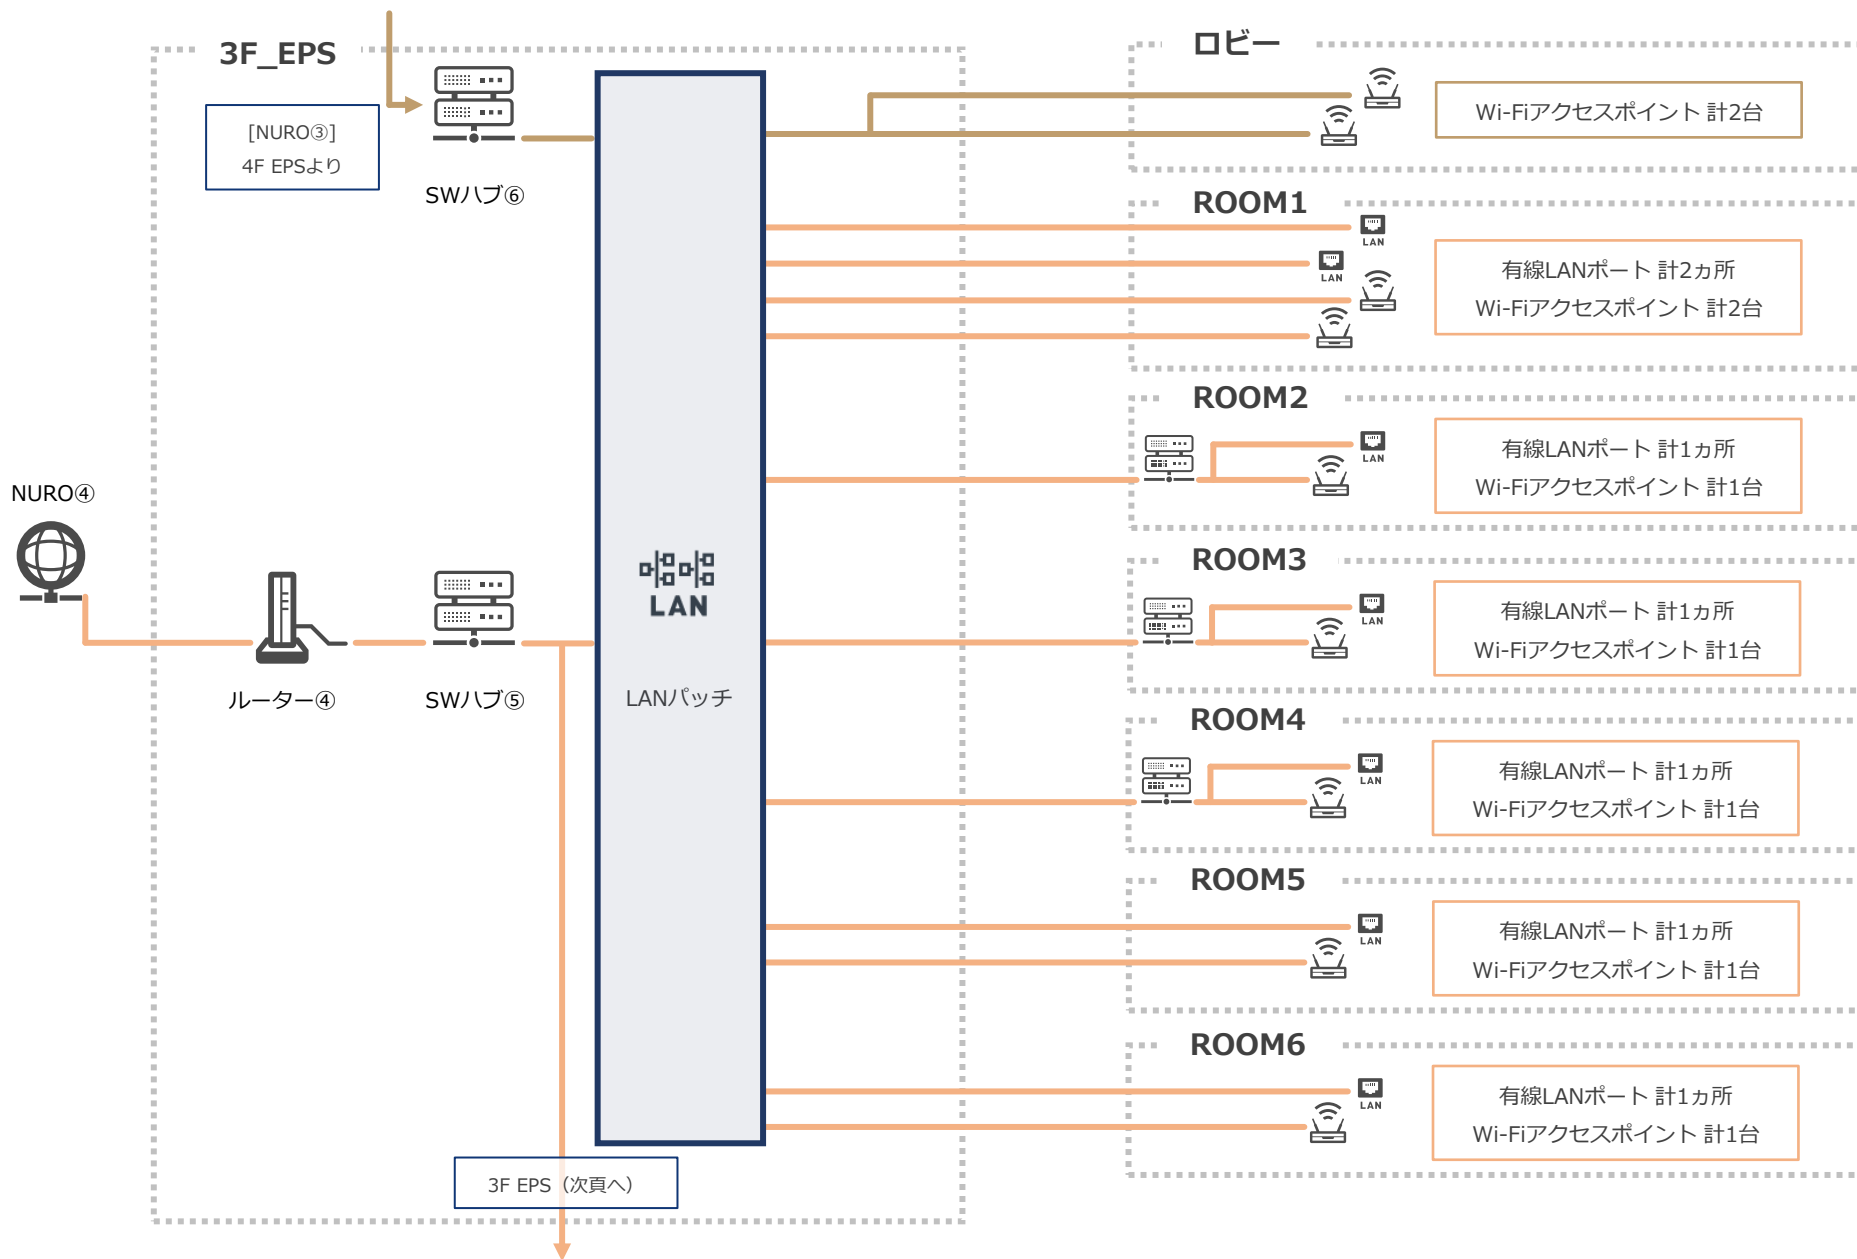 3F_EPS
[NURO③]
4F EPSより
SWハブ⑥
NURO④
ルーター④
SWハブ⑤
LAN
LANパッチ
3F EPS（次頁へ）
ロビー
Wi-Fiアクセスポイント 計2台
ROOM1
LAN
LAN
有線LANポート 計2ヵ所
Wi-Fiアクセスポイント 計2台
ROOM2
LAN
有線LANポート 計1ヵ所
Wi-Fiアクセスポイント 計1台
ROOM3
LAN
有線LANポート 計1ヵ所
Wi-Fiアクセスポイント 計1台
ROOM4
LAN
有線LANポート 計1ヵ所
Wi-Fiアクセスポイント 計1台
ROOM5
LAN
有線LANポート 計1ヵ所
Wi-Fiアクセスポイント 計1台
ROOM6
LAN
有線LANポート 計1ヵ所
Wi-Fiアクセスポイント 計1台